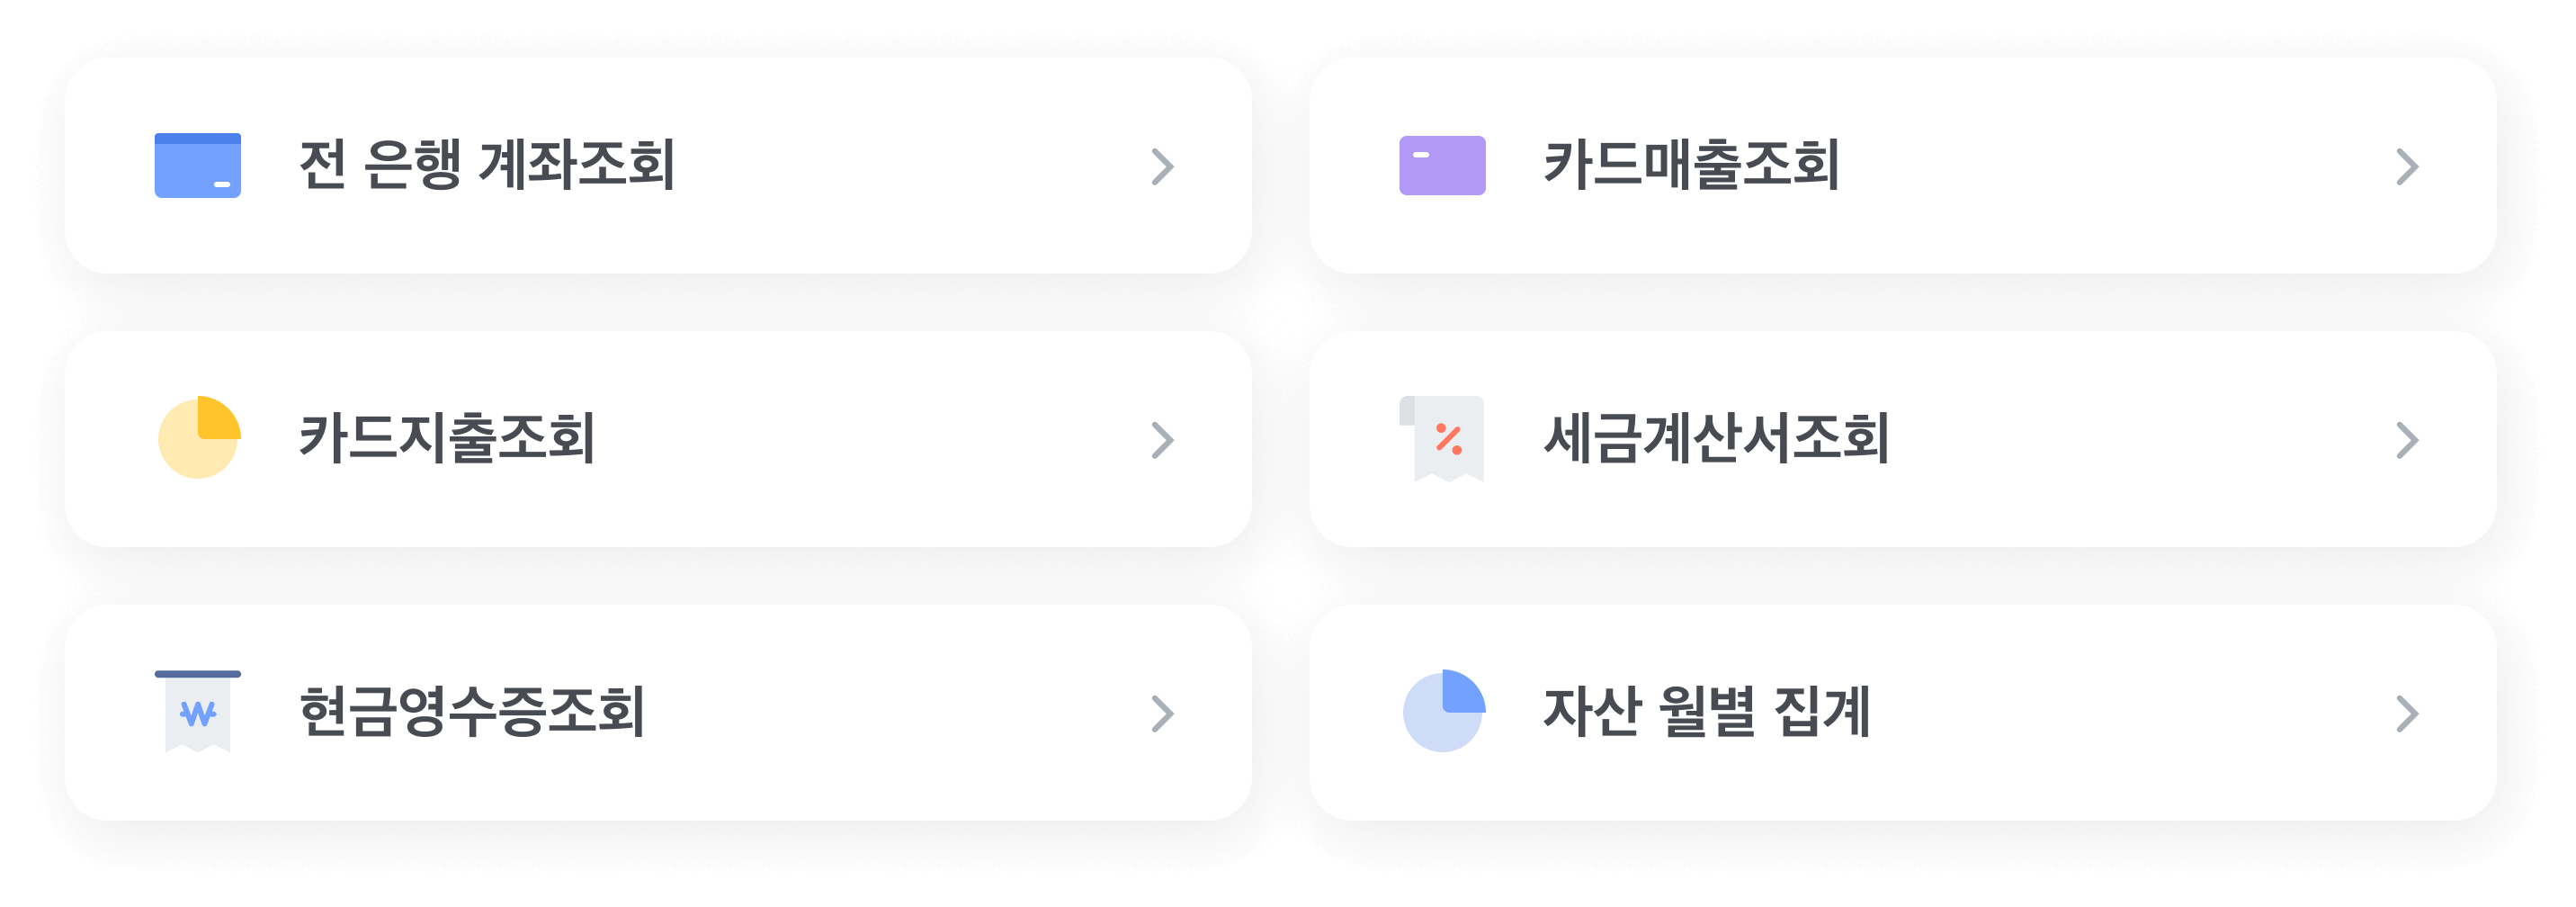 전 은행 계좌조회
카드매출조회
카드지출조회
세금계산서조회
₩
현금영수증조회
자산 월별 집계